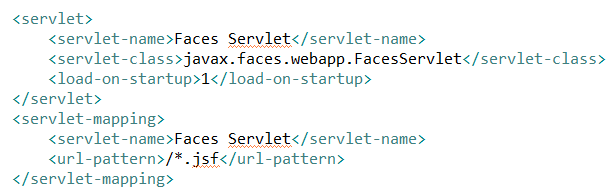 <servlet>
    <servlet-name>Faces Servlet</servlet-name>
    <servlet-class>javax.faces.webapp.FacesServlet</servlet-class>
    <load-on-startup>1</load-on-startup>
</servlet>
<servlet-mapping>
    <servlet-name>Faces Servlet</servlet-name>
    <url-pattern>/*.jsf</url-pattern>
</servlet-mapping>